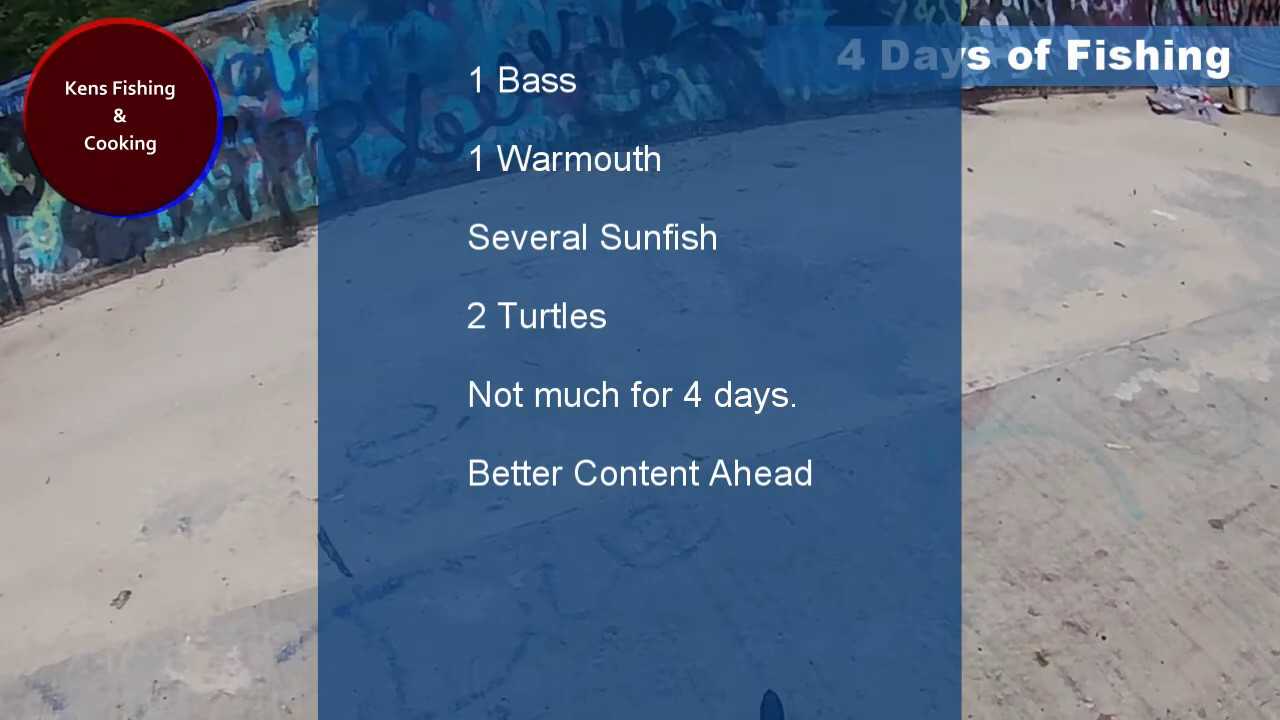 Kens Fishing
&
Cooking
4 Days of Fishing
1 Bass
1 Warmouth
Several Sunfish
2 Turtles
Not much for 4 days.
Better Content Ahead